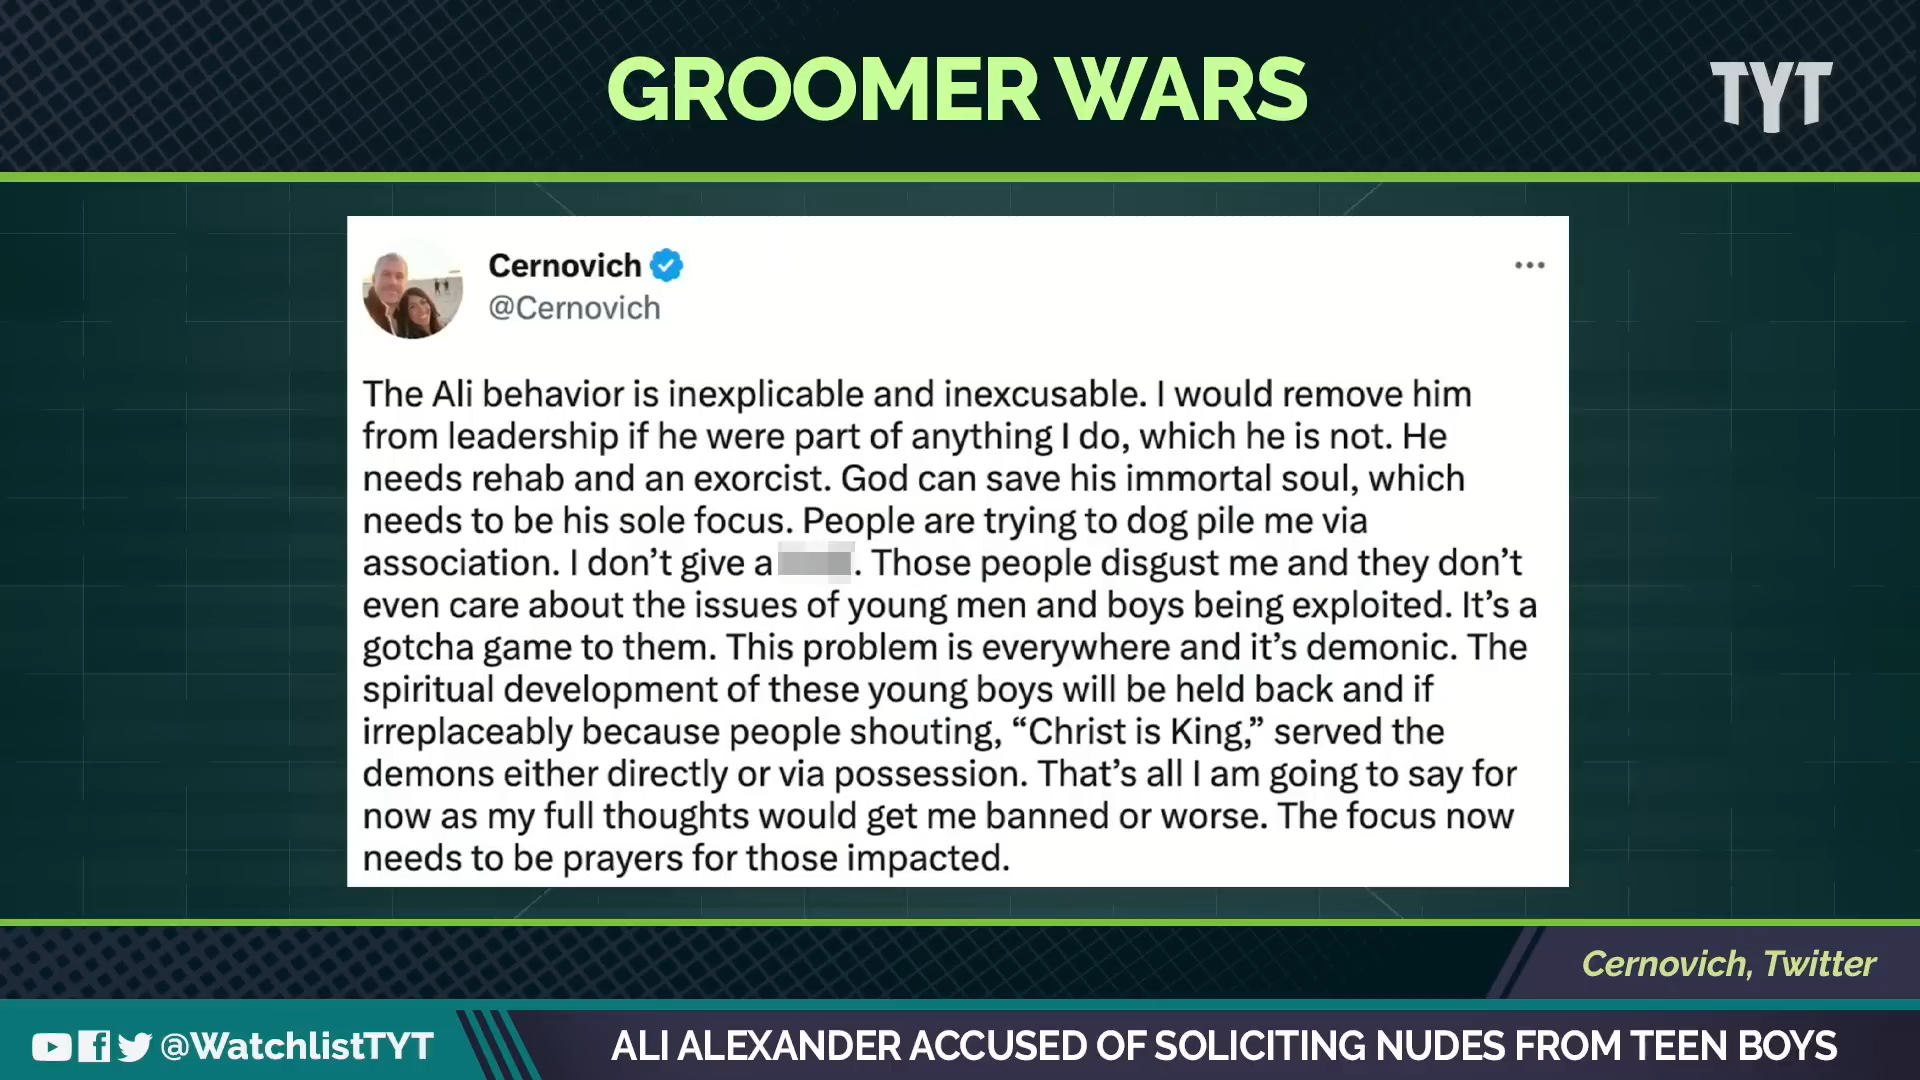 GROOMER WARS
TYT
Cernovich
@Cernovich
The Ali behavior is inexplicable and inexcusable. I would remove him
from leadership if he were part of anything I do, which he is not. He
needs rehab and an exorcist. God can save his immortal soul, which
needs to be his sole focus. People are trying to dog pile me via
association. I don’t give a . Those people disgust me and they don’t
even care about the issues of young men and boys being exploited. It’s a
gotcha game to them. This problem is everywhere and it’s demonic. The
spiritual development of these young boys will be held back and if
irreplaceably because people shouting, “Christ is King,” served the
demons either directly or via possession. That’s all I am going to say for
now as my full thoughts would get me banned or worse. The focus now
needs to be prayers for those impacted.
Cernovich, Twitter
@WatchlistTYT
ALI ALEXANDER ACCUSED OF SOLICITING NUDES FROM TEEN BOYS